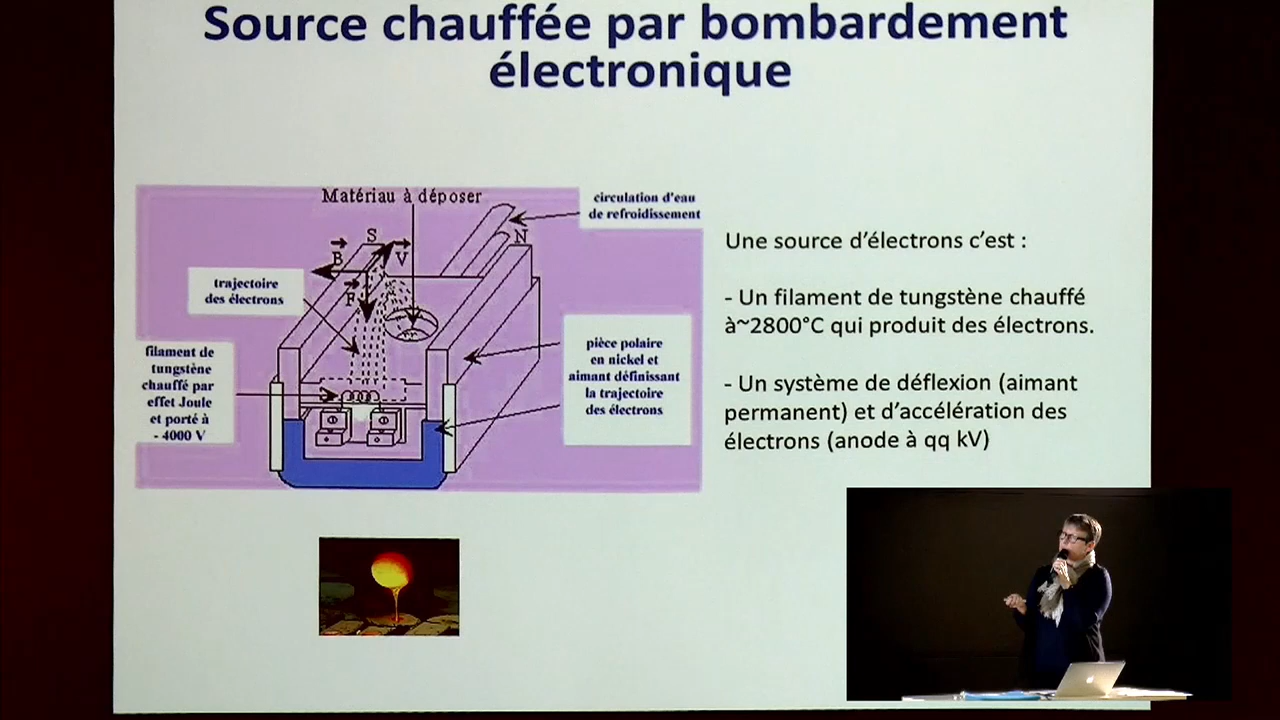 Source chauffée par bombardement
électronique
Matériau à déposer
circulation d'eau
de refroidissement
S
N
B
V
F
trajectoire
des électrons
filament de
tungstène
chauffé par
effet Joule
et porté à
- 4000 V
pièce polaire
en nickel et
aimant définissant
la trajectoire
des électrons
Une source d'électrons c'est :
- Un filament de tungstène chauffé
à~2800°C qui produit des électrons.
- Un système de déflexion (aimant
permanent) et d'accélération des
électrons (anode à qq kV)